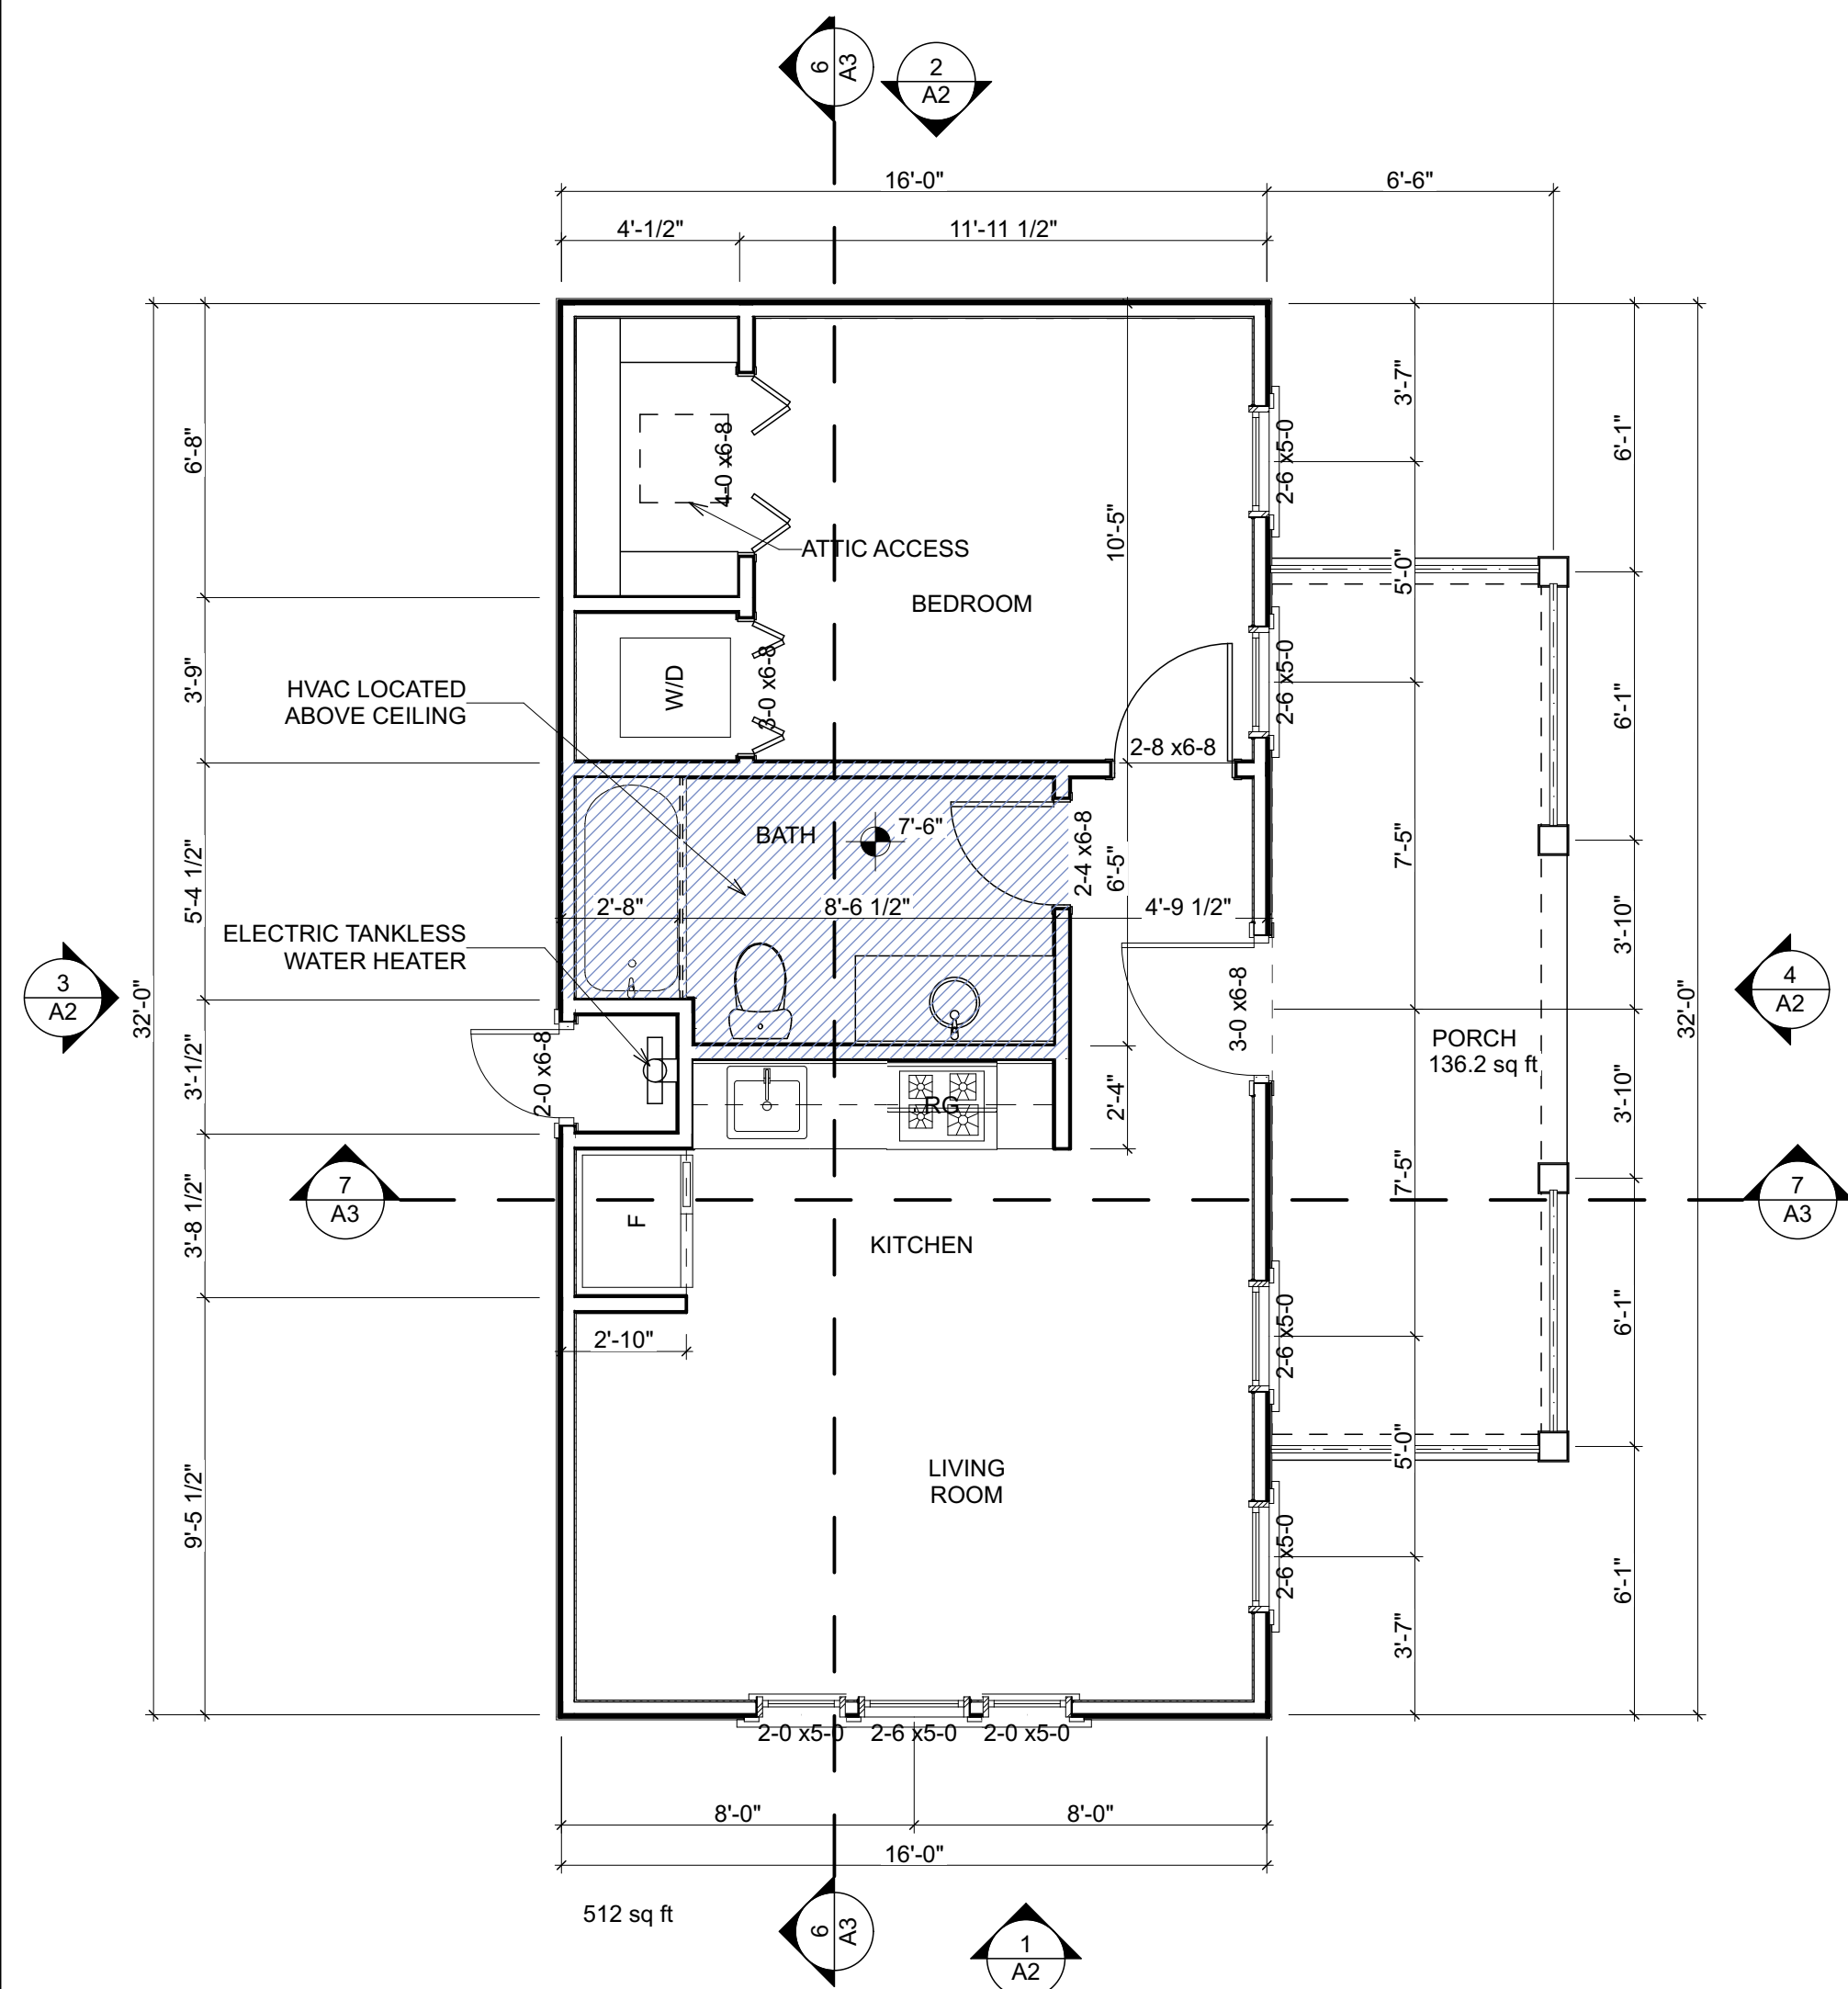 6
A3
2
A2
16'-0"
6'-6"
4'-1/2"
11'-11 1/2"
3'-7"
6'-1"
6'-8"
4-0 x6-8
2-6 x5-0
10'-5"
ATTIC ACCESS
5'-0"
BEDROOM
3'-9"
HVAC LOCATED
ABOVE CEILING
W/D
3-0 x6-8
2-6 x5-0
6'-1"
2-8 x6-8
BATH
7'-6"
2-4 x6-8
6'-5"
7'-5"
5'-4 1/2"
2'-8"
8'-6 1/2"
4'-9 1/2"
3'-10"
ELECTRIC TANKLESS
WATER HEATER
3
A2
32'-0"
3-0 x6-8
4
A2
32'-0"
PORCH
136.2 sq ft
3'-1/2"
2-0 x6-8
RG
2'-4"
3'-10"
7
A3
3'-8 1/2"
F
7'-5"
7
A3
KITCHEN
2'-10"
2-6 x5-0
6'-1"
LIVING
ROOM
5'-0"
9'-5 1/2"
2-6 x5-0
6'-1"
3'-7"
2-0 x5-0
2-6 x5-0
2-0 x5-0
8'-0"
8'-0"
16'-0"
512 sq ft
6
A3
1
A2